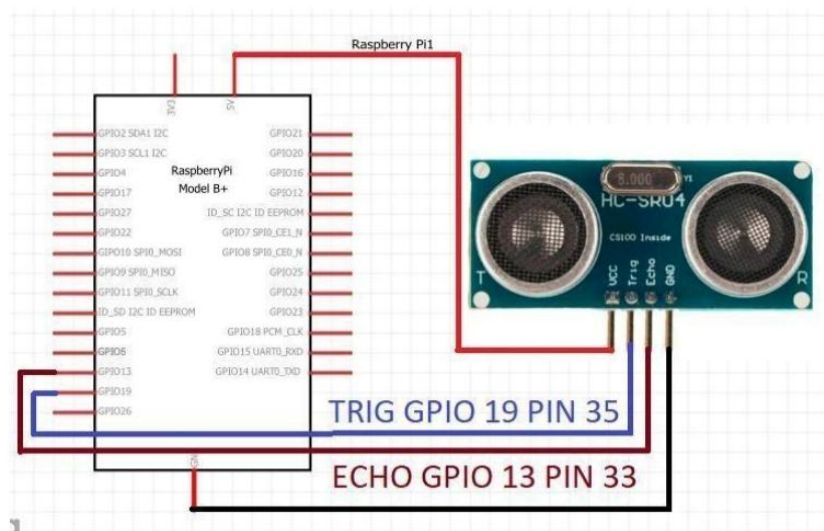 Raspberry Pi1
3V3
5V
GPIO2 SDA1 I2C
GPIO3 SCL1 I2C
GPIO4
GPIO17
GPIO27
GPIO22
GIPO10 SPI0_MOSI
GPIO9 SPI0_MISO
GPIO11 SPI0_SCLK
ID_SD I2C ID EEPROM
GPIO5
GPIO6
GPIO13
GPIO19
GPIO26
RaspberryPi
Model B+
GPIO21
GPIO20
GPIO16
GPIO12
ID_SC I2C ID EEPROM
GPIO7 SPI0_CE1_N
GPIO8 SPI0_CE0_N
GPIO25
GPIO24
GPIO23
GPIO18 PCM_CLK
GPIO15 UART0_RXD
GPIO14 UART0_TXD
8.000
Y1
HC-SR04
CS100 Inside
T
VCC
Trig
Echo
GND
R
TRIG GPIO 19 PIN 35
ECHO GPIO 13 PIN 33